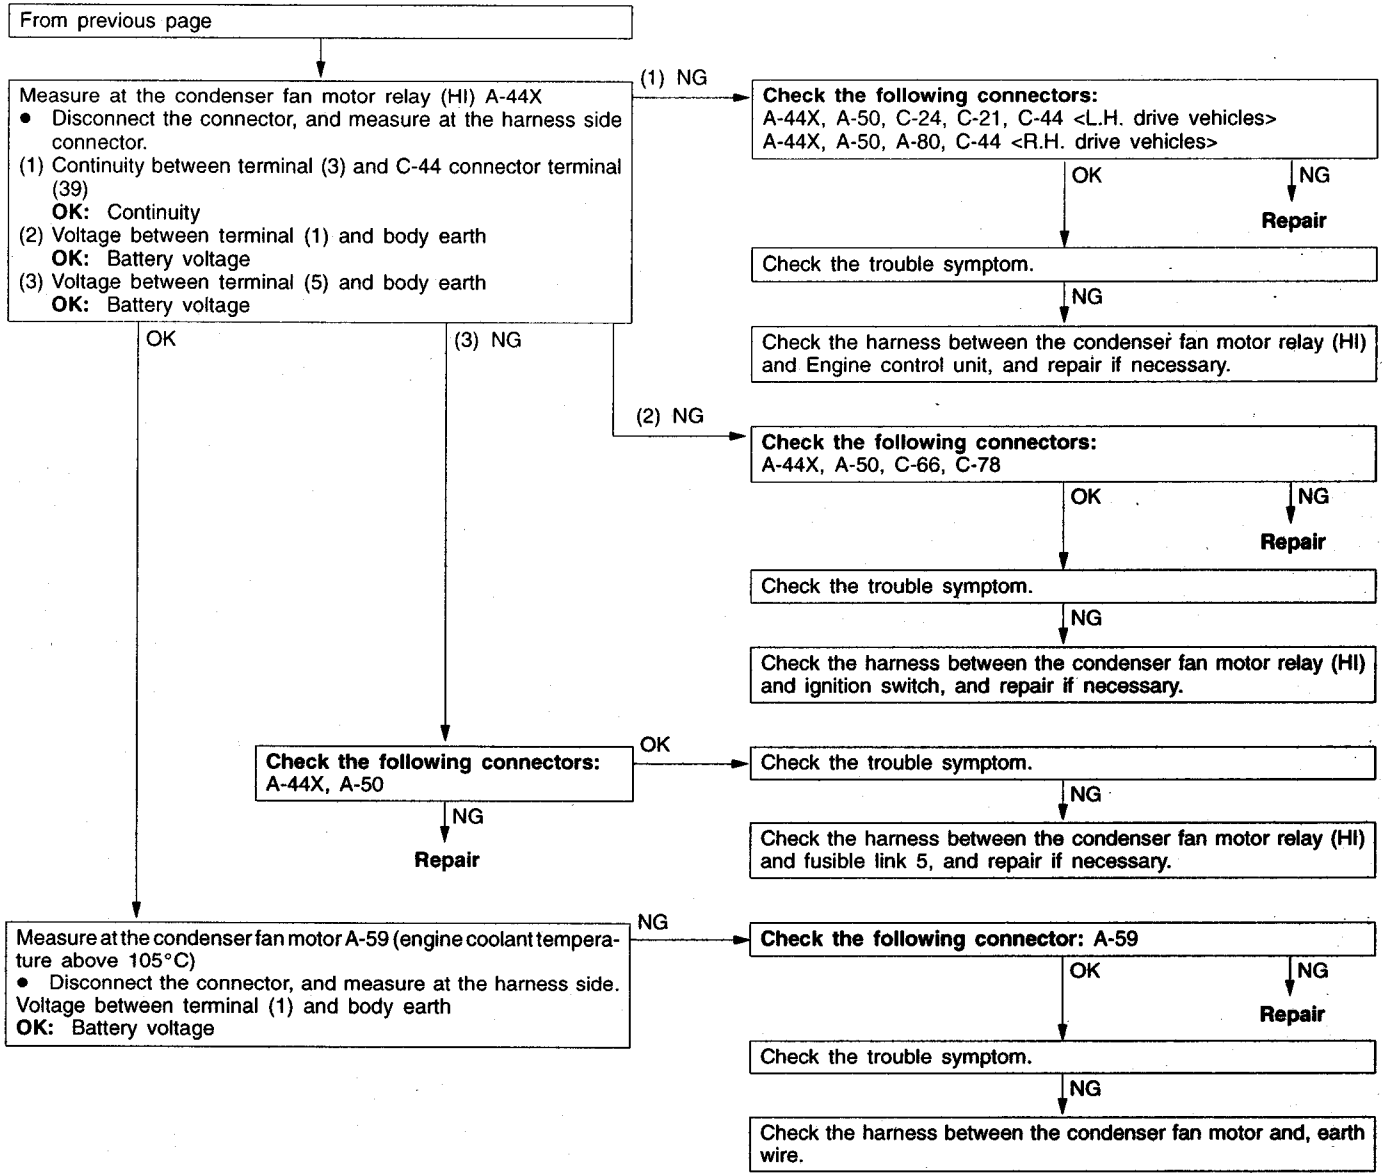 From previous page
Measure at the condenser fan motor relay (HI) A-44X
● Disconnect the connector, and measure at the harness side
connector.
(1) Continuity between terminal (3) and C-44 connector terminal
(39)
OK: Continuity
(2) Voltage between terminal (1) and body earth
OK: Battery voltage
(3) Voltage between terminal (5) and body earth
OK: Battery voltage
(1) NG
Check the following connectors:
A-44X, A-50, C-24, C-21, C-44 <L.H. drive vehicles>
A-44X, A-50, A-80, C-44 <R.H. drive vehicles>
OK
NG
Repair
Check the trouble symptom.
NG
Check the harness between the condenser fan motor relay (HI)
and Engine control unit, and repair if necessary.
OK
(3) NG
(2) NG
Check the following connectors:
A-44X, A-50, C-66, C-78
OK
NG
Repair
Check the trouble symptom.
NG
Check the harness between the condenser fan motor relay (HI)
and ignition switch, and repair if necessary.
Check the following connectors:
A-44X, A-50
OK
NG
Repair
Check the trouble symptom.
NG
Check the harness between the condenser fan motor relay (HI)
and fusible link 5, and repair if necessary.
Measure at the condenser fan motor A-59 (engine coolant tempera-
ture above 105°C)
● Disconnect the connector, and measure at the harness side.
Voltage between terminal (1) and body earth
OK: Battery voltage
NG
Check the following connector: A-59
OK
NG
Repair
Check the trouble symptom.
NG
Check the harness between the condenser fan motor and, earth
wire.